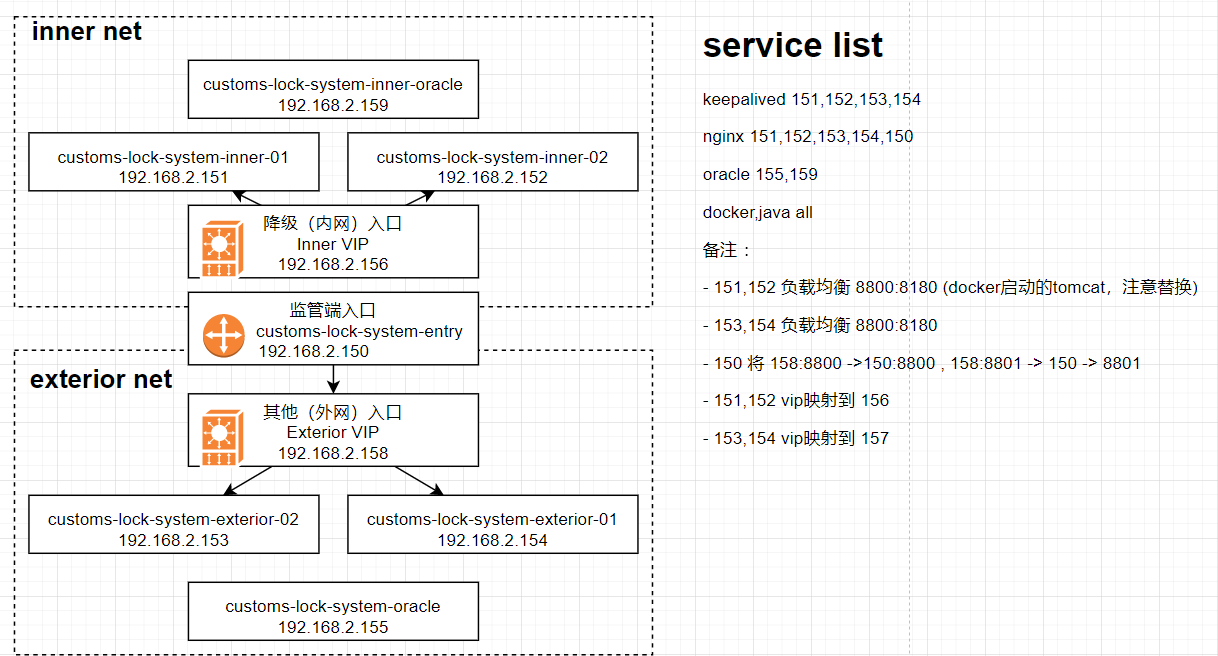 inner net
customs-lock-system-inner-oracle
192.168.2.159
customs-lock-system-inner-01
192.168.2.151
customs-lock-system-inner-02
192.168.2.152
降级（内网）入口
Inner VIP
192.168.2.156
监管端入口
customs-lock-system-entry
192.168.2.150
exterior net
其他（外网）入口
Exterior VIP
192.168.2.158
customs-lock-system-exterior-02
192.168.2.153
customs-lock-system-exterior-01
192.168.2.154
customs-lock-system-oracle
192.168.2.155
service list
keepalived 151,152,153,154
nginx 151,152,153,154,150
oracle 155,159
docker,java all
备注：
- 151,152 负载均衡 8800:8180 (docker启动的tomcat，注意替换)
- 153,154 负载均衡 8800:8180
- 150 将 158:8800 ->150:8800 , 158:8801 -> 150 -> 8801
- 151,152 vip映射到 156
- 153,154 vip映射到 157